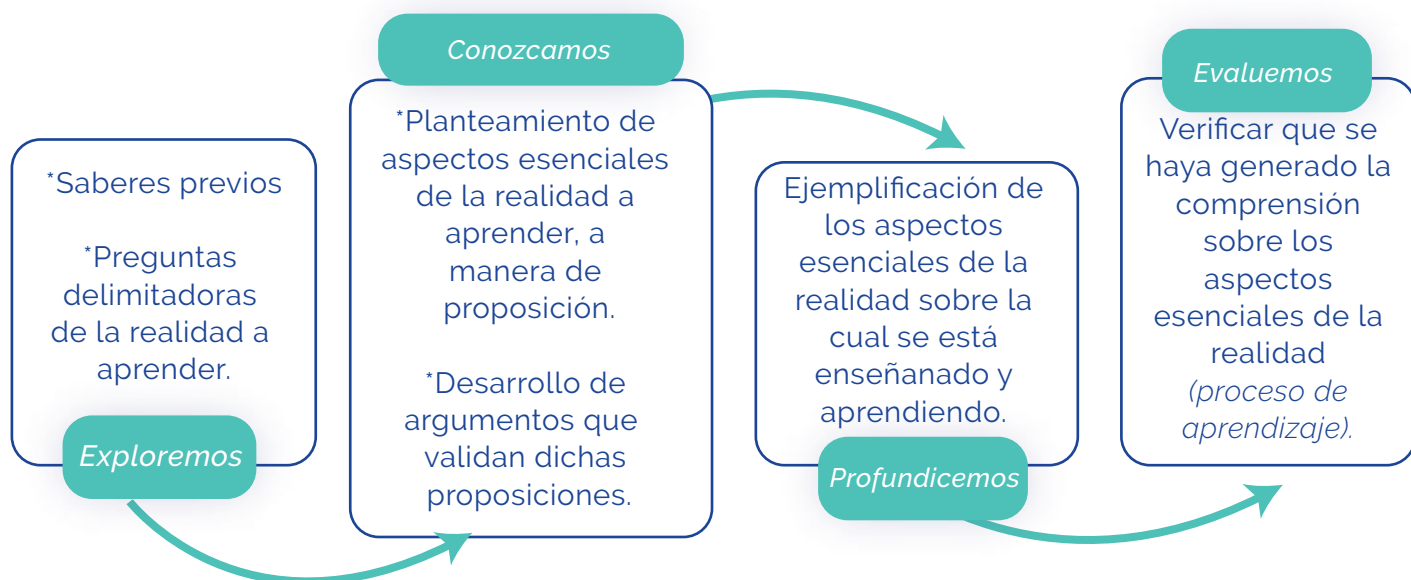 *Saberes previos
*Preguntas
delimitadoras
de la realidad a
aprender.
Exploremos
Conozcamos
*Planteamiento de
aspectos esenciales
de la realidad a
aprender, a
manera de
proposición.
*Desarrollo de
argumentos que
validan dichas
proposiciones.
Ejemplificación de
los aspectos
esenciales de la
realidad sobre la
cual se está
enseñanado y
aprendiendo.
Profundicemos
Evaluemos
Verificar que se
haya generado la
comprensión
sobre los
aspectos
esenciales de la
realidad
(proceso de
aprendizaje).